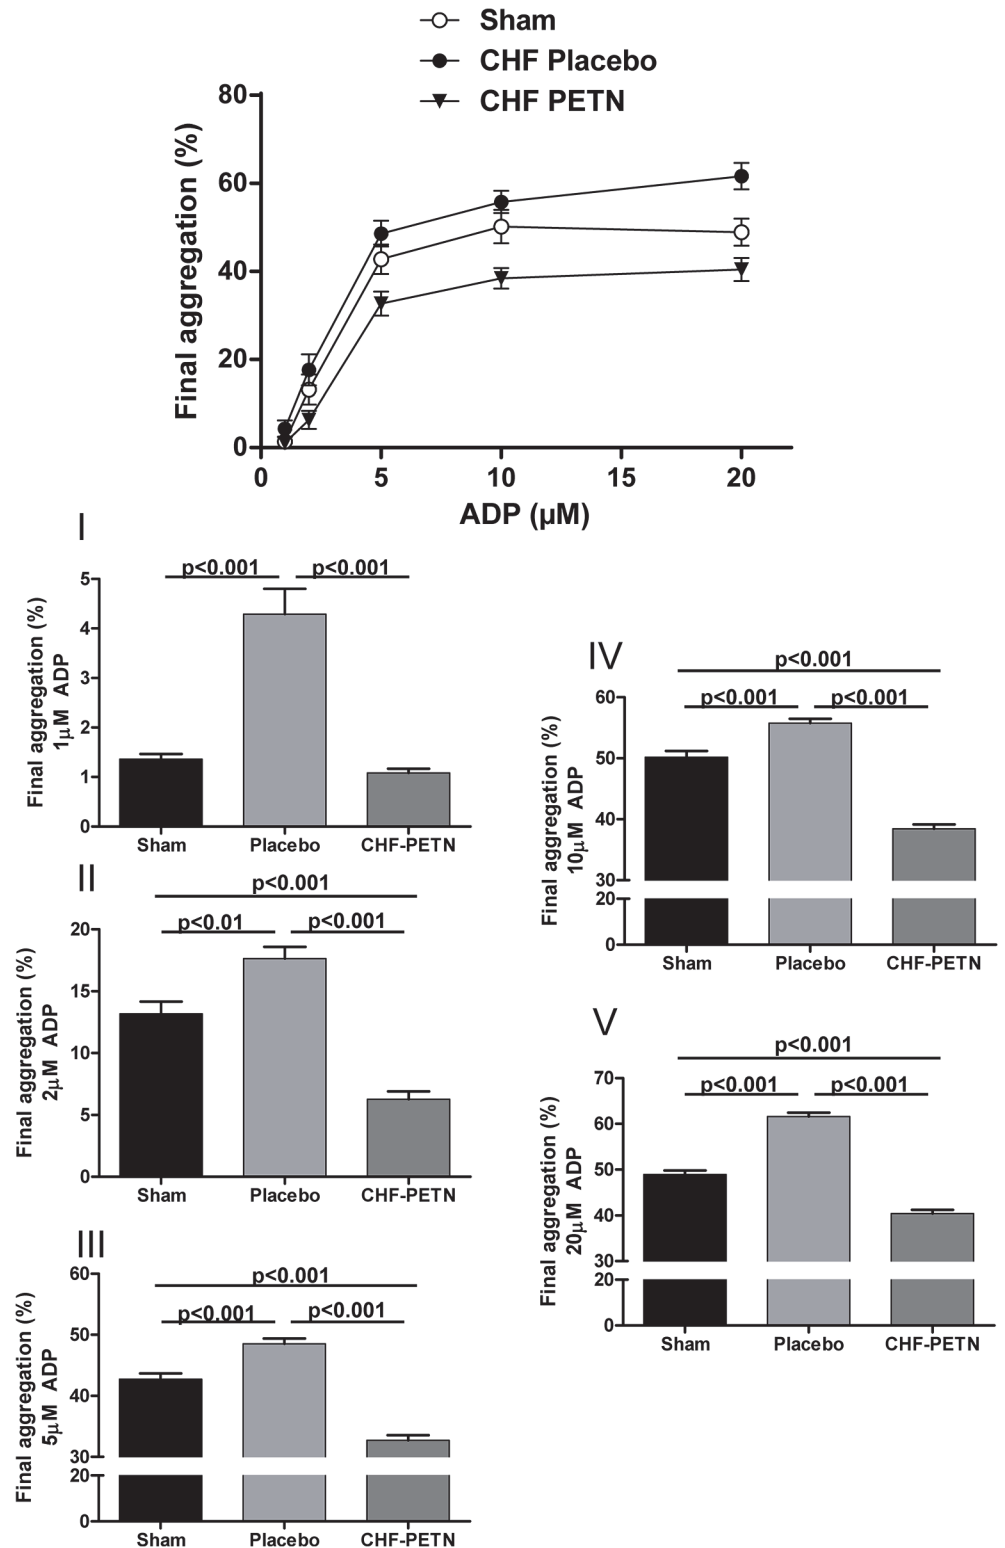 Sham
CHF Placebo
CHF PETN
Final aggregation (%)
80
60
40
20
0
0 5 10 15 20
ADP (µM)
I
p<0.001 p<0.001
Final aggregation (%)
1µM ADP
5
4
3
2
1
0
Sham Placebo CHF-PETN
II
p<0.001
p<0.01 p<0.001
Final aggregation (%)
2µM ADP
20
15
10
5
0
Sham Placebo CHF-PETN
III
p<0.001
p<0.001 p<0.001
Final aggregation (%)
5µM ADP
60
50
40
30
20
0
Sham Placebo CHF-PETN
IV
p<0.001
p<0.001 p<0.001
Final aggregation (%)
10µM ADP
60
50
40
30
20
0
Sham Placebo CHF-PETN
V
p<0.001
p<0.001 p<0.001
Final aggregation (%)
20µM ADP
70
60
50
40
30
20
0
Sham Placebo CHF-PETN